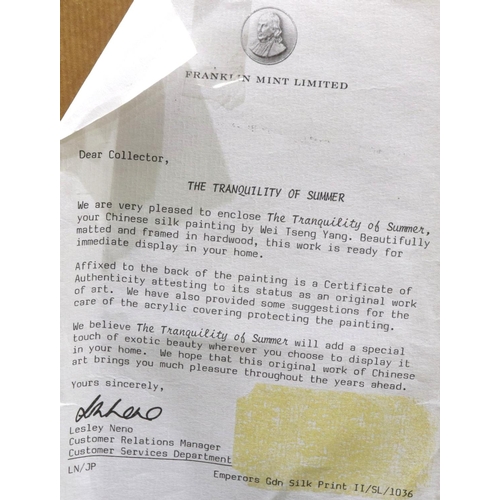 FRANKLIN MINT LIMITED
Dear Collector,
THE TRANQUILITY OF SUMMER
We are very pleased to enclose The Tranquility of Summer,
your Chinese silk painting by Wei Tseng Yang. Beautifully
matted and framed in hardwood, this work is ready for
immediate display in your home.
Affixed to the back of the painting is a Certificate of
Authenticity attesting to its status as an original work
of art. We have also provided some suggestions for the
care of the acrylic covering protecting the painting.
We believe The Tranquility of Summer will add a special
touch of exotic beauty wherever you choose to display it
in your home. We hope that this original work of Chinese
art brings you much pleasure throughout the years ahead.
Yours sincerely,
Lesley Neno
Customer Relations Manager
Customer Services Department
LN/JP
Emperors Gdn Silk Print II/SL/1036